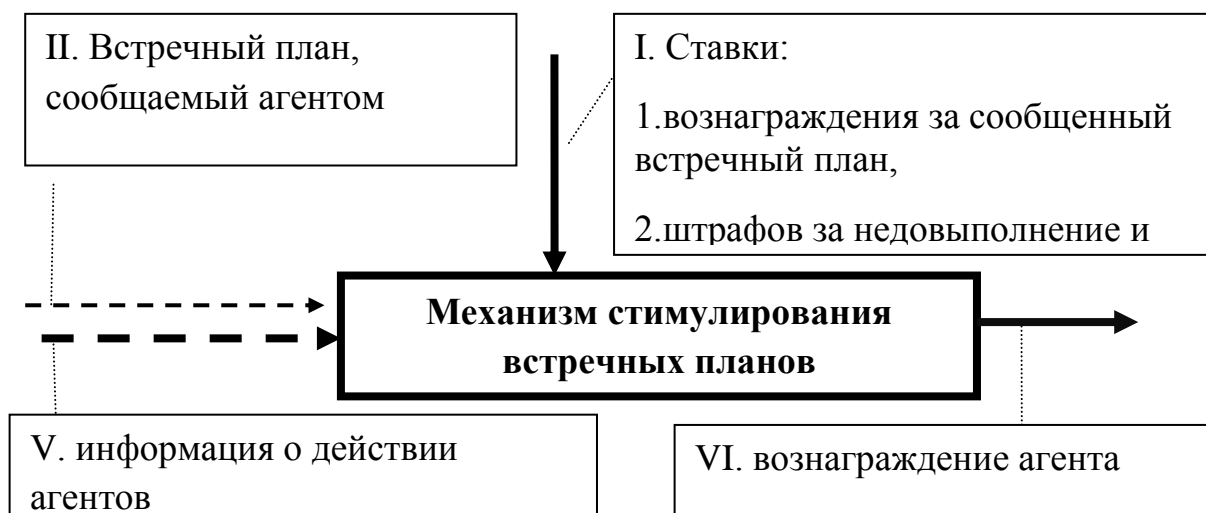 II. Встречный план,
сообщаемый агентом
I. Ставки:
1.вознаграждения за сообщенный
встречный план,
2.штрафов за недовыполнение и
Механизм стимулирования
встречных планов
V. информация о действии
агентов
VI. вознаграждение агента